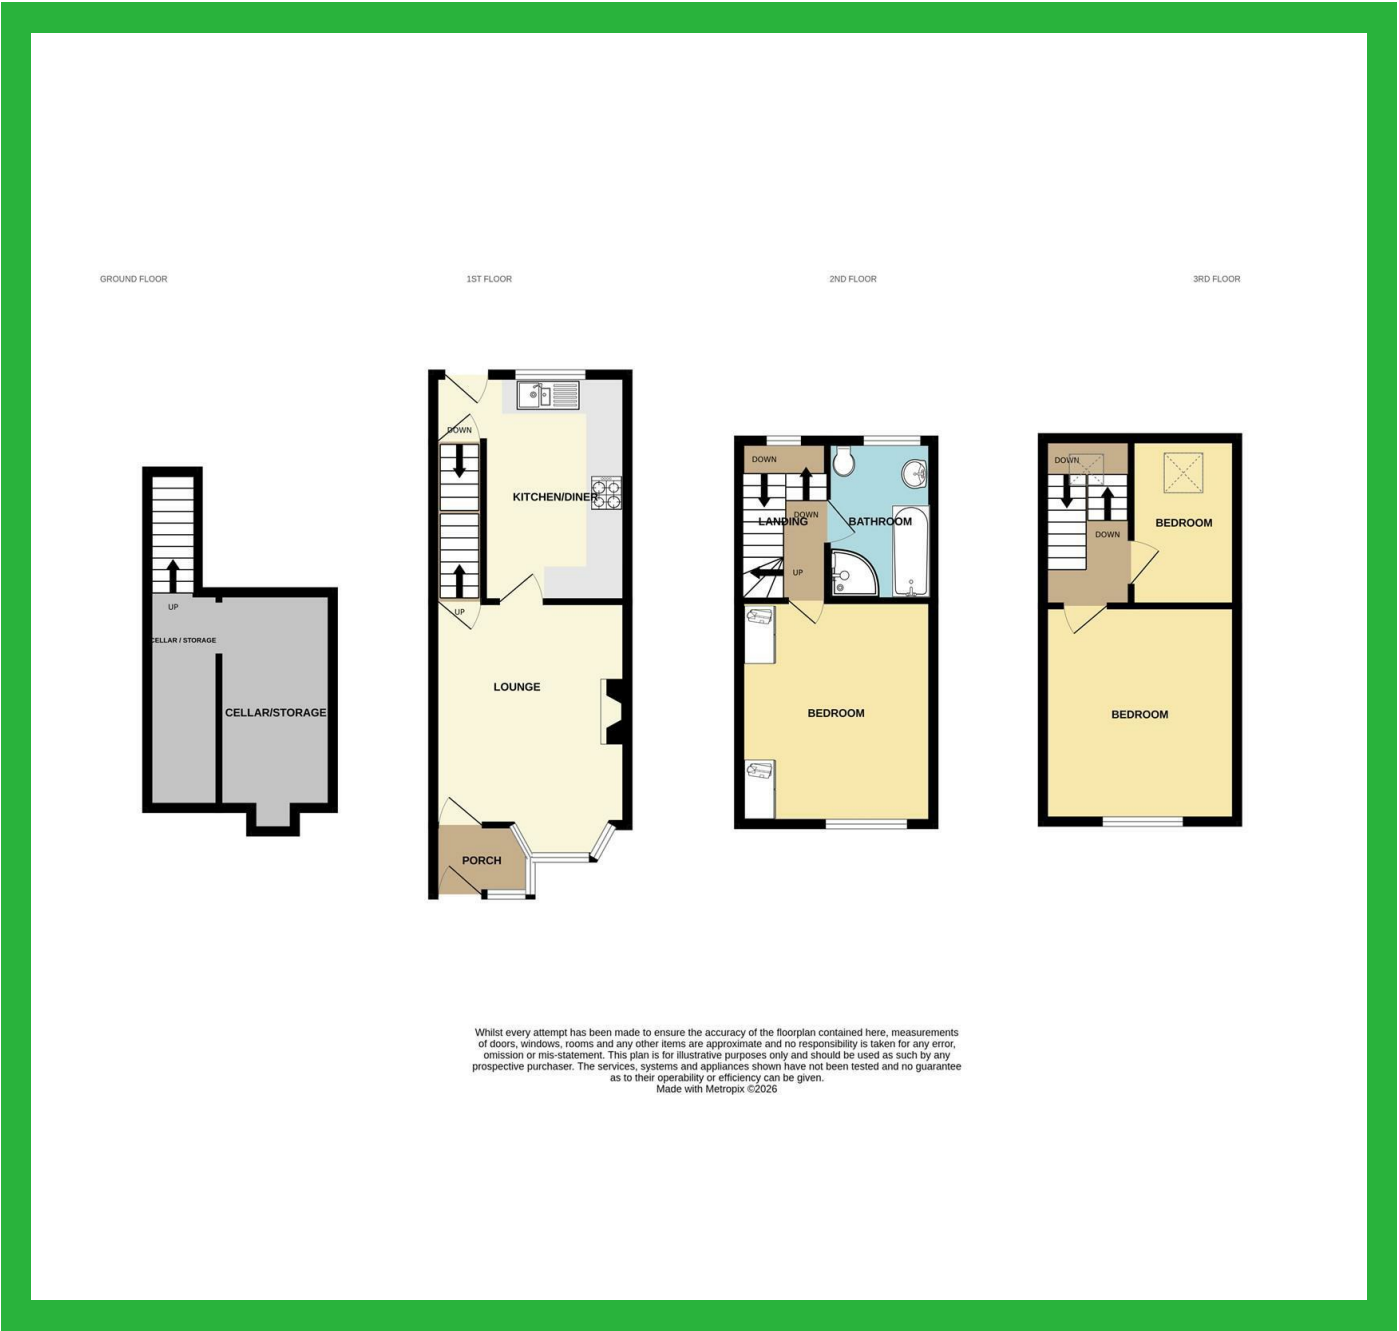 GROUND FLOOR
1ST FLOOR
2ND FLOOR
3RD FLOOR
UP
CELLAR / STORAGE
CELLAR/STORAGE
DOWN
KITCHEN/DINER
UP
LOUNGE
PORCH
DOWN
DOWN
LANDING
BATHROOM
UP
BEDROOM
DOWN
DOWN
BEDROOM
BEDROOM
Whilst every attempt has been made to ensure the accuracy of the floorplan contained here, measurements
of doors, windows, rooms and any other items are approximate and no responsibility is taken for any error,
omission or mis-statement. This plan is for illustrative purposes only and should be used as such by any
prospective purchaser. The services, systems and appliances shown have not been tested and no guarantee
as to their operability or efficiency can be given.
Made with Metropix ©2026